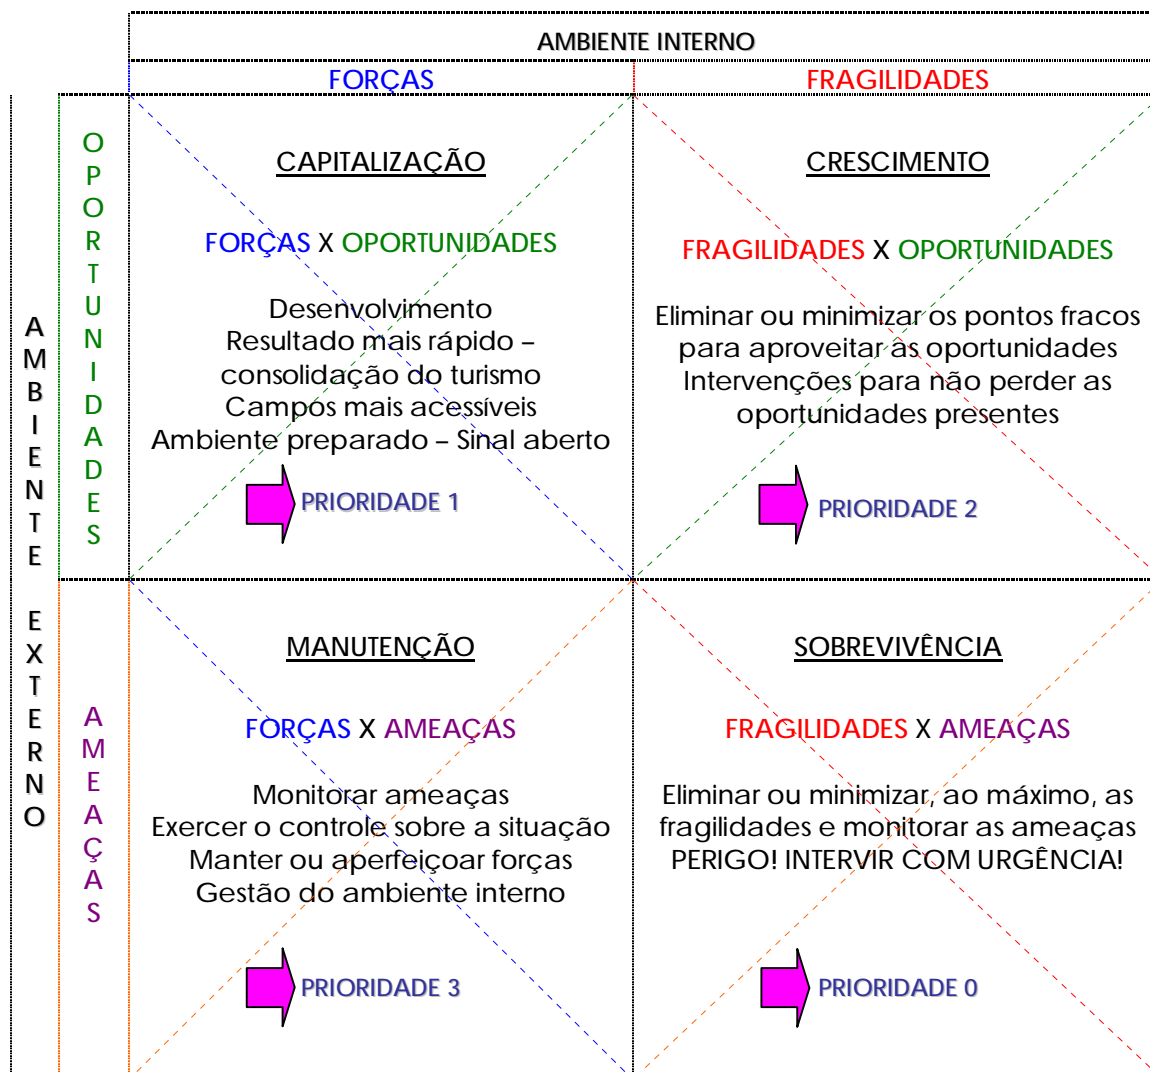 AMBIENTE INTERNO
FORÇAS
FRAGILIDADES
AMBIENTE EXTERNO
OPORTUNIDADES
CAPITALIZAÇÃO
FORÇAS X OPORTUNIDADES
Desenvolvimento
Resultado mais rápido –
consolidação do turismo
Campos mais acessíveis
Ambiente preparado – Sinal aberto
PRIORIDADE 1
CRESCIMENTO
FRAGILIDADES X OPORTUNIDADES
Eliminar ou minimizar os pontos fracos
para aproveitar as oportunidades
Intervenções para não perder as
oportunidades presentes
PRIORIDADE 2
AMEAÇAS
MANUTENÇÃO
FORÇAS X AMEAÇAS
Monitorar ameaças
Exercer o controle sobre a situação
Manter ou aperfeiçoar forças
Gestão do ambiente interno
PRIORIDADE 3
SOBREVIVÊNCIA
FRAGILIDADES X AMEAÇAS
Eliminar ou minimizar, ao máximo, as
fragilidades e monitorar as ameaças
PERIGO! INTERVIR COM URGÊNCIA!
PRIORIDADE 0